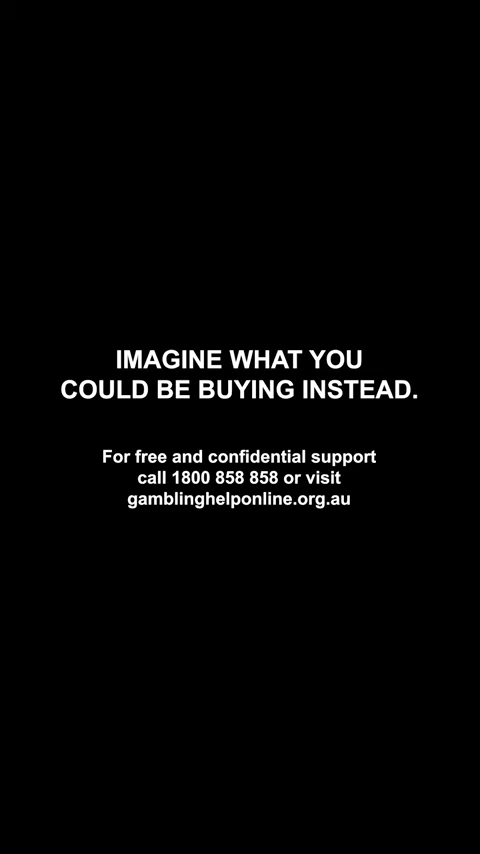 IMAGINE WHAT YOU
COULD BE BUYING INSTEAD.
For free and confidential support
call 1800 858 858 or visit
gamblinghelponline.org.au